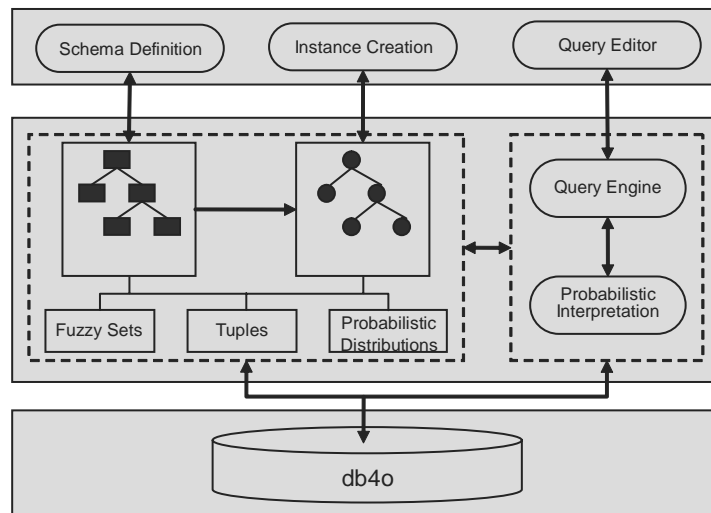 Schema Definition
Instance Creation
Query Editor
Query Engine
Probabilistic
Interpretation
Fuzzy Sets
Tuples
Probabilistic
Distributions
db4o